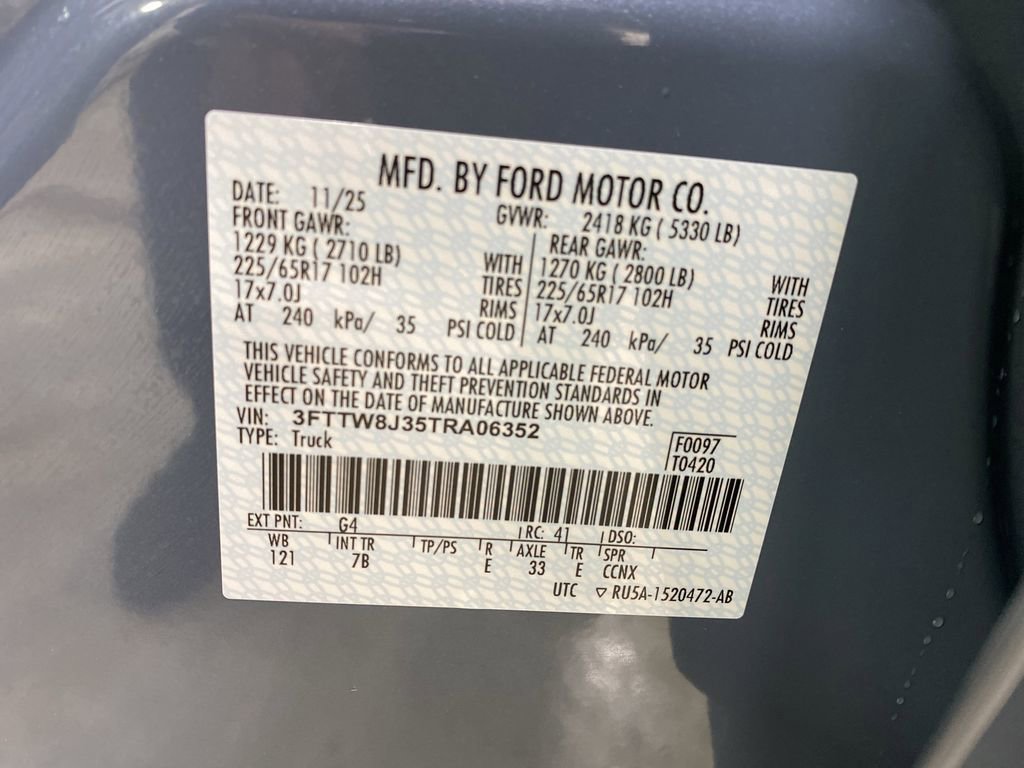 MFD. BY FORD MOTOR CO.
DATE: 11/25 GVWR: 2418 KG ( 5330 LB)
FRONT GAWR: REAR GAWR:
1229 KG ( 2710 LB) WITH 1270 KG ( 2800 LB) WITH
225/65R17 102H TIRES 225/65R17 102H TIRES
17x7.0J RIMS 17x7.0J RIMS
AT 240 kPa/ 35 PSI COLD AT 240 kPa/ 35 PSI COLD
THIS VEHICLE CONFORMS TO ALL APPLICABLE FEDERAL MOTOR
VEHICLE SAFETY AND THEFT PREVENTION STANDARDS IN
EFFECT ON THE DATE OF MANUFACTURE SHOWN ABOVE.
VIN: 3FTTW8J35TRA06352
TYPE: Truck
F0097
T0420
EXT PNT: G4 RC: 41 DSO:
WB INT TR TP/PS R AXLE TR SPR
121 7B E 33 E CCNX
UTC ▽ RU5A-1520472-AB